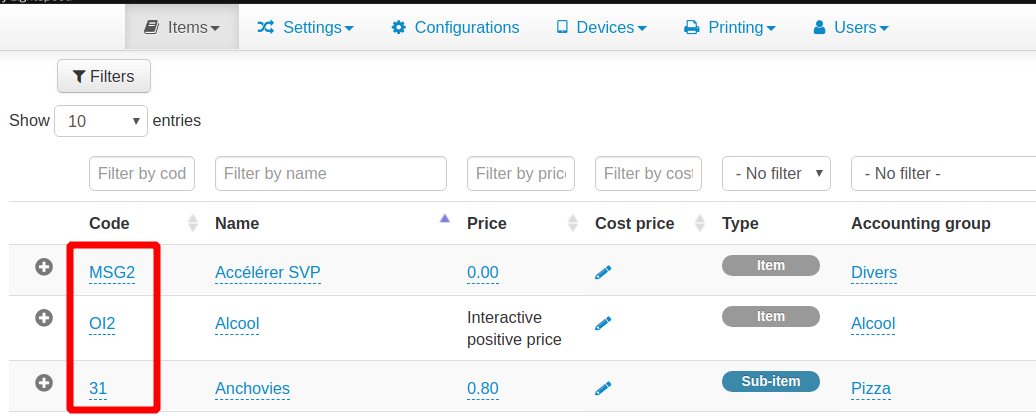 Items Settings Configurations Devices Printing Users
Filters
Show 10 entries
Filter by cod Filter by name Filter by price Filter by cost - No filter - No filter -
Code Name Price Cost price Type Accounting group
MSG2 Accélérer SVP 0.00 Item Divers
OI2 Alcool Interactive positive price Item Alcool
31 Anchovies 0.80 Sub-item Pizza